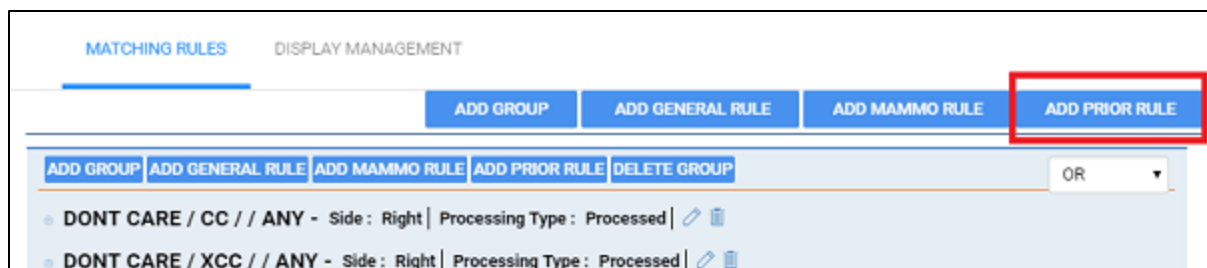 MATCHING RULES DISPLAY MANAGEMENT
ADD GROUP ADD GENERAL RULE ADD MAMMO RULE ADD PRIOR RULE
ADD GROUP ADD GENERAL RULE ADD MAMMO RULE ADD PRIOR RULE DELETE GROUP OR
DONT CARE / CC / / ANY - Side : Right | Processing Type : Processed |
DONT CARE / XCC / / ANY - Side : Right | Processing Type : Processed |